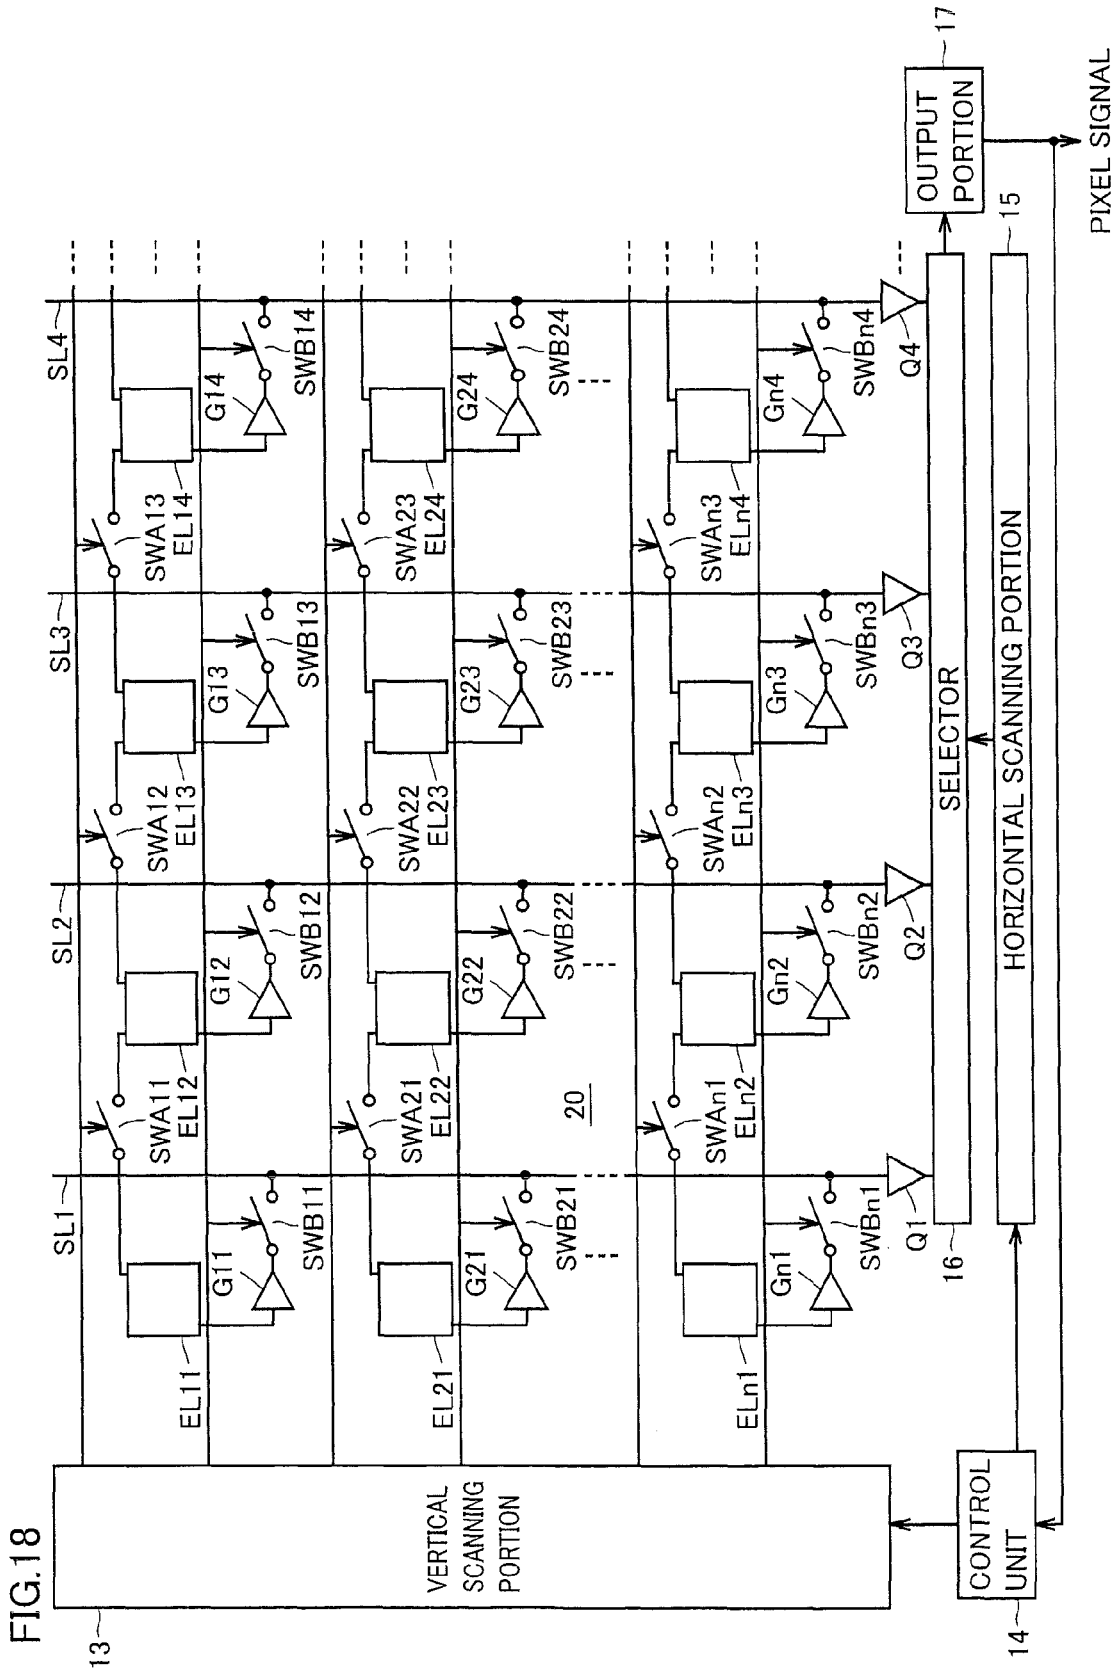 FIG.18
13
VERTICAL
SCANNING
PORTION
SL1
SL2
SL3
SL4
SWA11
EL12
SWA12
EL13
SWA13
EL14
EL11
G11
SWB11
G12
SWB12
G13
SWB13
G14
SWB14
SWA21
EL22
SWA22
EL23
SWA23
EL24
EL21
G21
SWB21
G22
SWB22
G23
SWB23
G24
SWB24
20
SWAn1
ELn2
SWAn2
ELn3
SWAn3
ELn4
ELn1
Gn1
SWBn1
Gn2
SWBn2
Gn3
SWBn3
Gn4
SWBn4
Q1
Q2
Q3
Q4
16
SELECTOR
OUTPUT
PORTION
17
14
CONTROL
UNIT
HORIZONTAL SCANNING PORTION
15
PIXEL SIGNAL